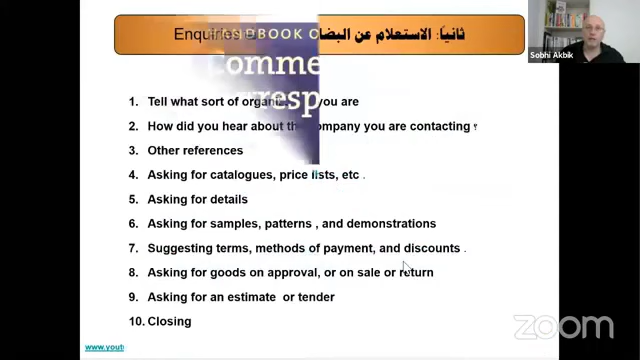 Enquiries
ثانياً: الاستعلام عن البضا
HANDBOOK O
Comme
rresp
Sobhi Akbik
1. Tell what sort of organi you are
2. How did you hear about the company you are contacting ?
3. Other references
4. Asking for catalogues, price lists, etc .
5. Asking for details
6. Asking for samples, patterns , and demonstrations
7. Suggesting terms, methods of payment, and discounts .
8. Asking for goods on approval, or on sale or return
9. Asking for an estimate or tender
10. Closing
www.yout
zoom